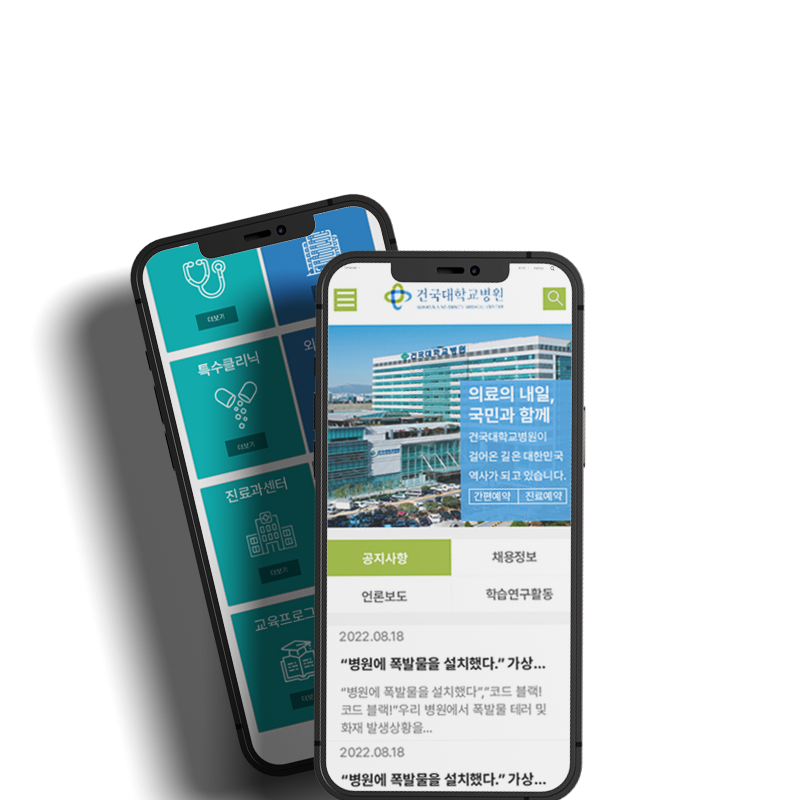 더보기
특수클리닉
더보기
진료과센터
더보기
교육프로그
더보
외
건국대학교병원
KONKUK UNIVERSITY MEDICAL CENTER
건국대학교병원
의료의 내일,
국민과 함께
건국대학교병원이
걸어온 길은 대한민국
역사가 되고 있습니다.
간편예약 진료예약
공지사항 채용정보
언론보도 학습연구활동
2022.08.18
“병원에 폭발물을 설치했다.” 가상...
“병원에 폭발물을 설치했다”,“코드 블랙!
코드 블랙!”우리 병원에서 폭발물 테러 및
화재 발생상황을...
2022.08.18
“병원에 폭발물을 설치했다.” 가상...